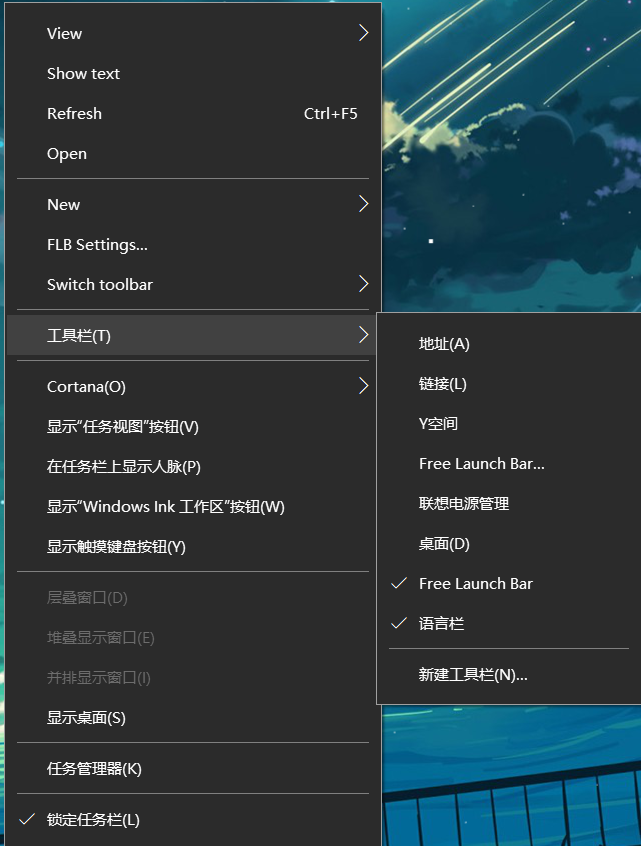 View
Show text
Refresh Ctrl+F5
Open
New
FLB Settings...
Switch toolbar
工具栏(T)
Cortana(O)
显示“任务视图”按钮(V)
在任务栏上显示人脉(P)
显示“Windows Ink 工作区”按钮(W)
显示触摸键盘按钮(Y)
层叠窗口(D)
堆叠显示窗口(E)
并排显示窗口(I)
显示桌面(S)
任务管理器(K)
锁定任务栏(L)
地址(A)
链接(L)
Y空间
Free Launch Bar...
联想电源管理
桌面(D)
Free Launch Bar
语言栏
新建工具栏(N)...